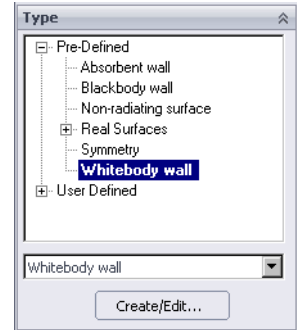 Type
Pre-Defined
Absorbent wall
Blackbody wall
Non-radiating surface
Real Surfaces
Symmetry
Whitebody wall
User Defined
Whitebody wall
Create/Edit...